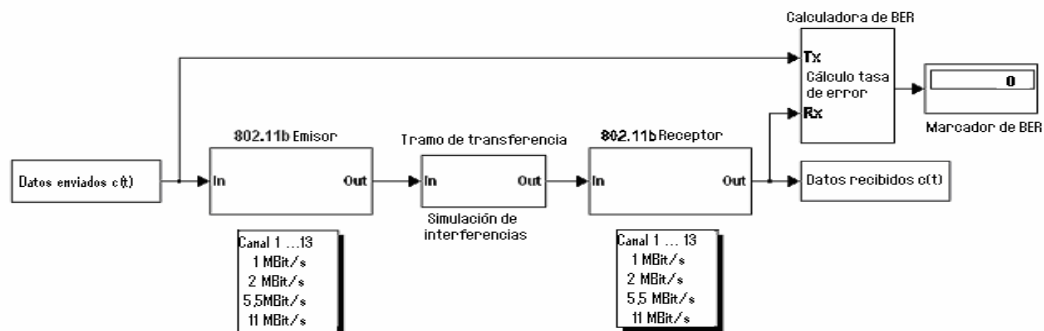 Calculadora de BER
Tx
Cálculo tasa
de error
Rx
0
Marcador de BER
802.11b Emisor
Tramo de transferencia
802.11b Receptor
Datos enviados c(t)
In
Out
In
Out
In
Out
Datos recibidos c(t)
Simulación de
interferencias
Canal 1 ...13
1 MBit/s
2 MBit/s
5,5MBit/s
11 MBit/s
Canal 1 ...13
1 MBit/s
2 MBit/s
5,5 MBit/s
11 MBit/s